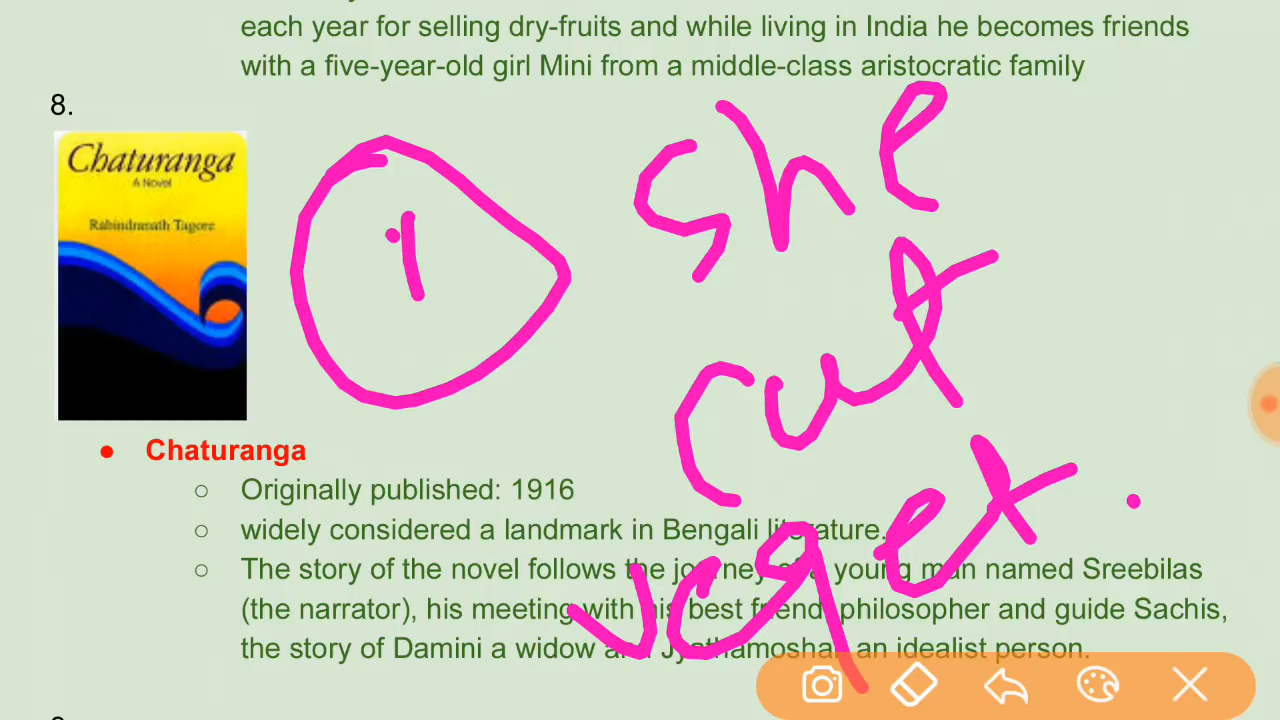 each year for selling dry-fruits and while living in India he becomes friends
with a five-year-old girl Mini from a middle-class aristocratic family
8.
Chaturanga
A Novel
Rabindranath Tagore
1
she
cut
Chaturanga
Originally published: 1916
widely considered a landmark in Bengali literature.
The story of the novel follows the journey of a young man named Sreebilas
(the narrator), his meeting with his best friend, philosopher and guide Sachis,
the story of Damini a widow and Jyathamoshai, an idealist person.